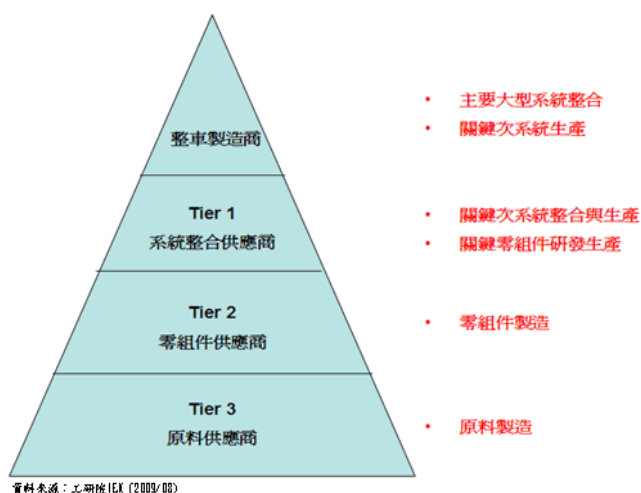 整車製造商
• 主要大型系統整合
• 關鍵次系統生產
Tier 1
系統整合供應商
• 關鍵次系統整合與生產
• 關鍵零組件研發生產
Tier 2
零組件供應商
• 零組件製造
Tier 3
原料供應商
• 原料製造
資料來源：工研院IEK (2009/08)